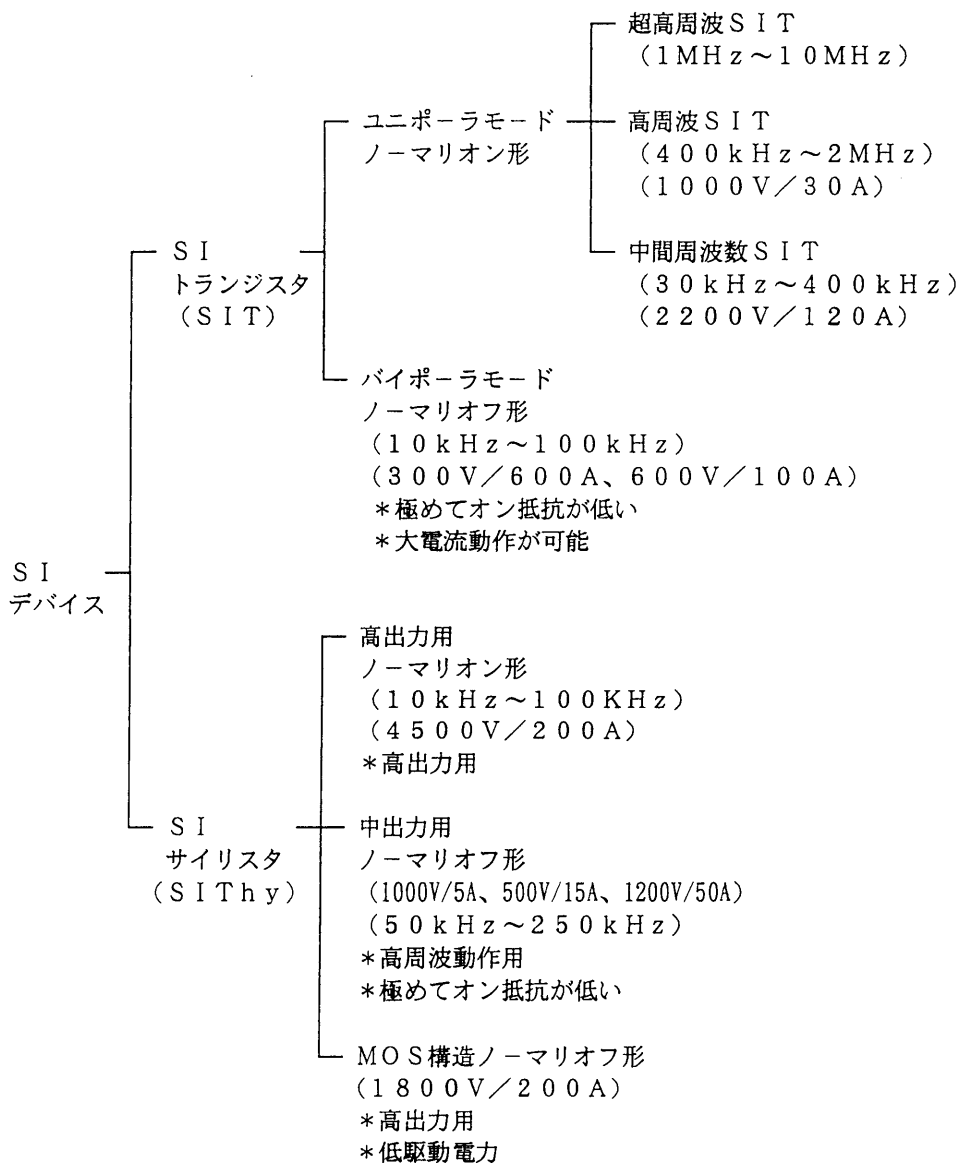 SI
デバイス
SI
トランジスタ
(SIT)
ユニポーラモード
ノーマリオン形
超高周波SIT
(1MHz~10MHz)
高周波SIT
(400kHz~2MHz)
(1000V/30A)
中間周波数SIT
(30kHz~400kHz)
(2200V/120A)
バイポーラモード
ノーマリオフ形
(10kHz~100kHz)
(300V/600A、600V/100A)
*極めてオン抵抗が低い
*大電流動作が可能
SI
サイリスタ
(SIThy)
高出力用
ノーマリオン形
(10kHz~100KHz)
(4500V/200A)
*高出力用
中出力用
ノーマリオフ形
(1000V/5A、500V/15A、1200V/50A)
(50kHz~250kHz)
*高周波動作用
*極めてオン抵抗が低い
MOS構造ノーマリオフ形
(1800V/200A)
*高出力用
*低駆動電力